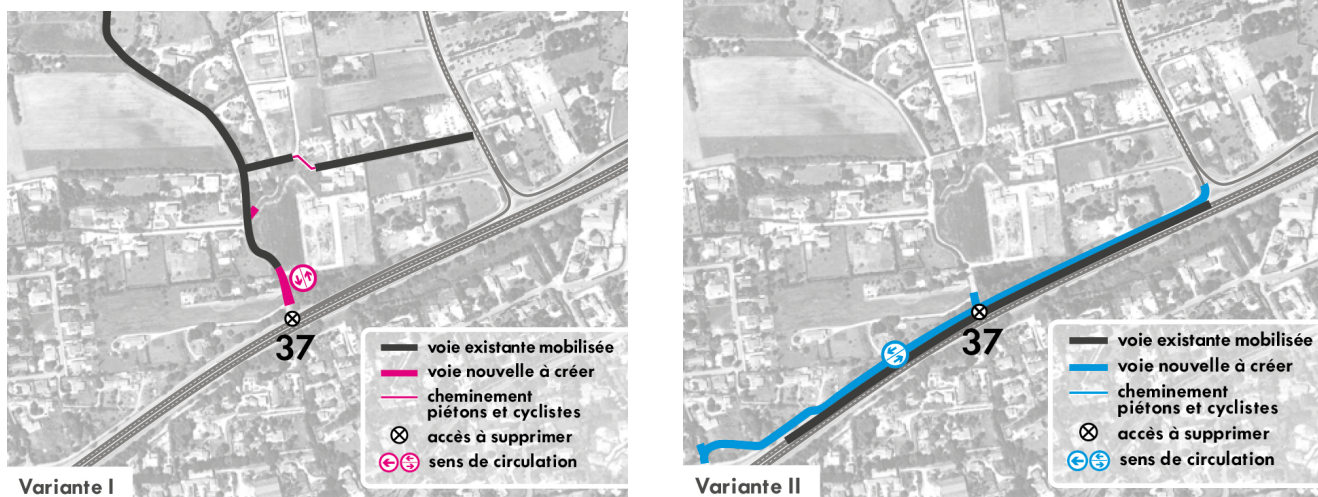 37
voie existante mobilisée
voie nouvelle à créer
cheminement
piétons et cyclistes
accès à supprimer
sens de circulation
Variante I
37
voie existante mobilisée
voie nouvelle à créer
cheminement
piétons et cyclistes
accès à supprimer
sens de circulation
Variante II